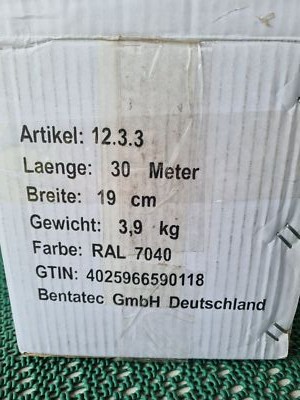 Artikel: 12.3.3
Laenge: 30 Meter
Breite: 19 cm
Gewicht: 3,9 kg
Farbe: RAL 7040
GTIN: 4025966590118
Bentatec GmbH Deutschland